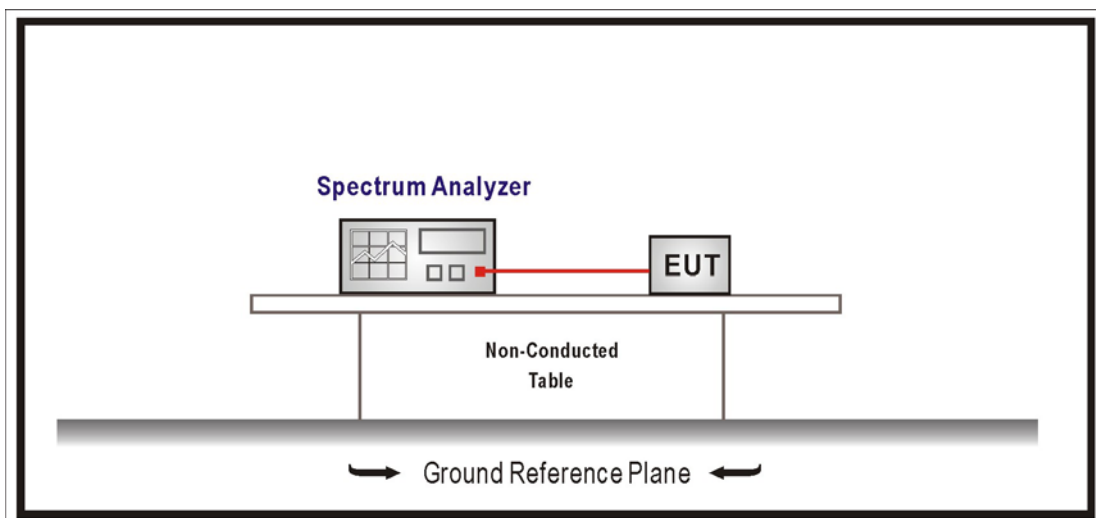 Spectrum Analyzer
EUT
Non-Conducted
Table
Ground Reference Plane